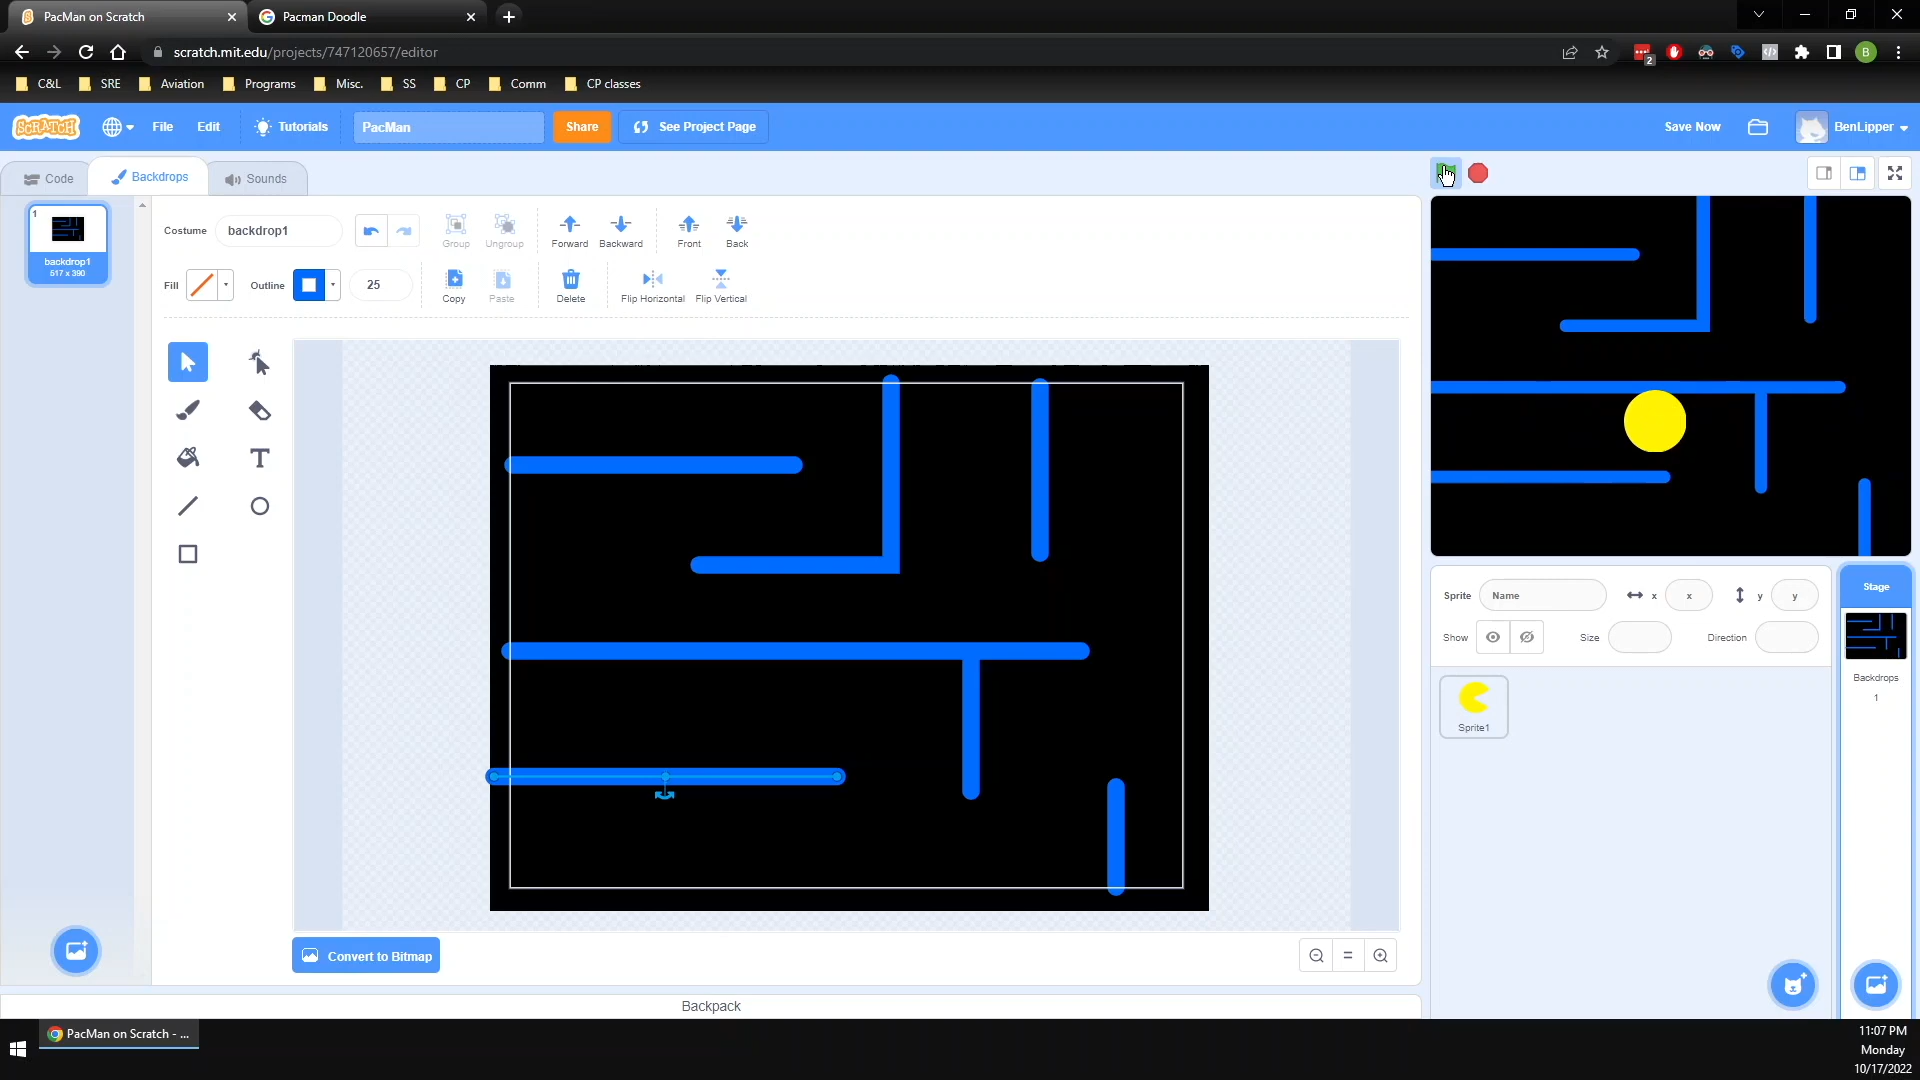 PacMan on Scratch
Pacman Doodle
scratch.mit.edu/projects/747120657/editor
2
B
C&L
SRE
Aviation
Programs
Misc.
SS
CP
Comm
CP classes
SCRATCH
File
Edit
Tutorials
PacMan
Share
See Project Page
Save Now
BenLipper
Code
Backdrops
Sounds
1
backdrop1
517 x 390
Costume
backdrop1
Group
Ungroup
Forward
Backward
Front
Back
Fill
Outline
25
Copy
Paste
Delete
Flip Horizontal
Flip Vertical
T
Convert to Bitmap
Backpack
Sprite
Name
x
x
y
y
Show
Size
Direction
Sprite1
Stage
Backdrops
1
PacMan on Scratch - ...
11:07 PM
Monday
10/17/2022